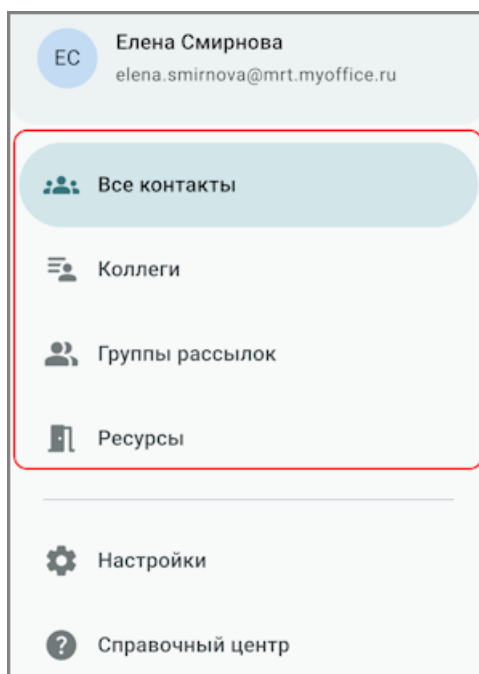 ЕС
Елена Смирнова
elena.smirnova@mrt.myoffice.ru
Все контакты
Коллеги
Группы рассылок
Ресурсы
Настройки
Справочный центр